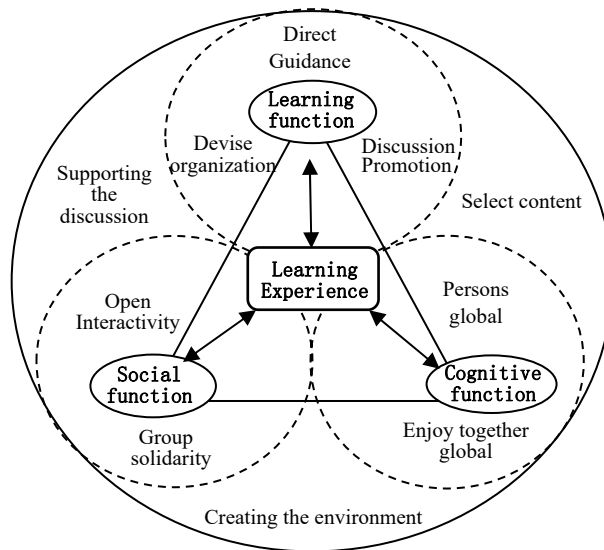 Direct
Guidance
Learning
function
Devise
organization
Discussion
Promotion
Supporting
the
discussion
Select content
Learning
Experience
Open
Interactivity
Persons
global
Social
function
Cognitive
function
Group
solidarity
Enjoy together
global
Creating the environment